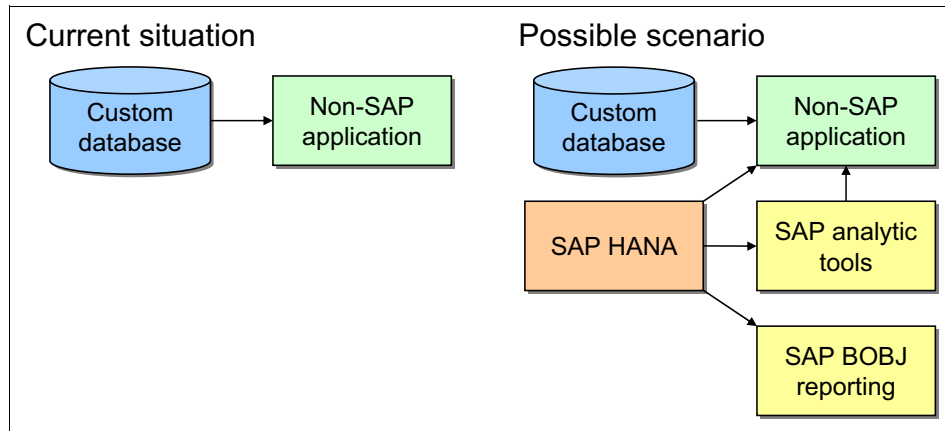 Current situation
Custom
database
Non-SAP
application
Possible scenario
Custom
database
Non-SAP
application
SAP HANA
SAP analytic
tools
SAP BOBJ
reporting